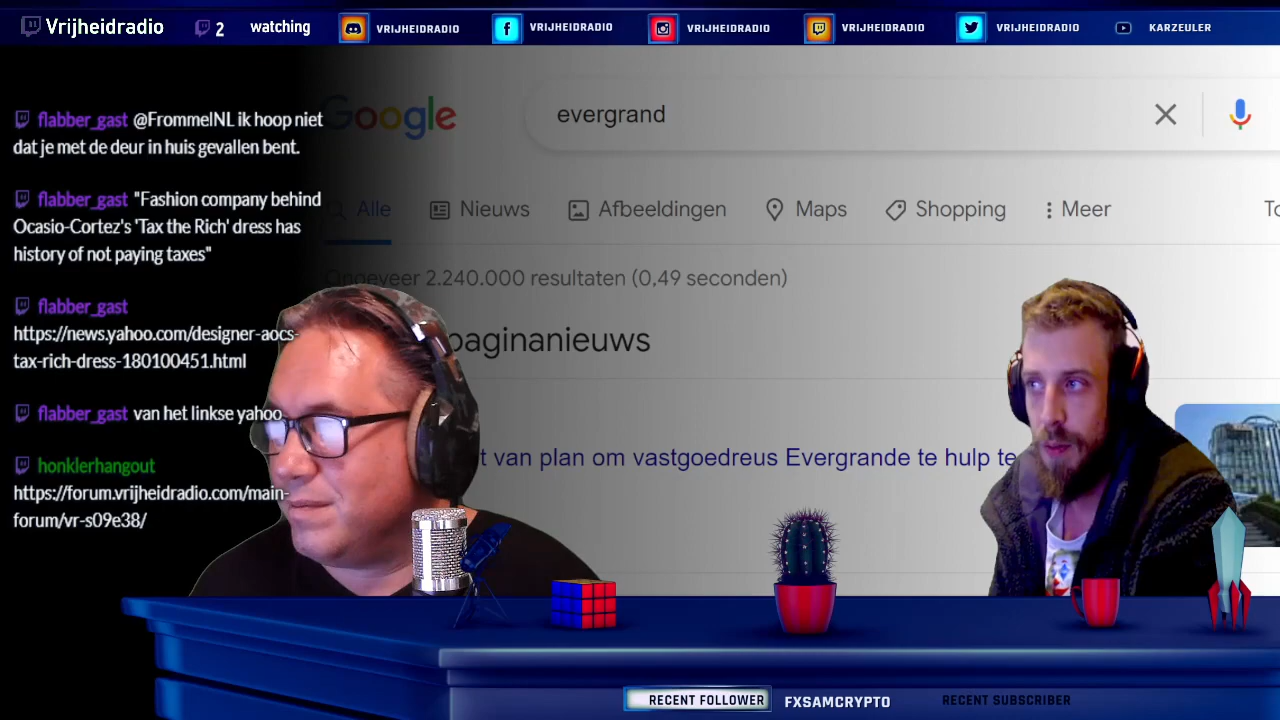 Vrijheidradio
2 watching
VRIJHEIDRADIO
VRIJHEIDRADIO
VRIJHEIDRADIO
VRIJHEIDRADIO
VRIJHEIDRADIO
KARZEULER
flabber_gast @FrommelNL ik hoop niet
dat je met de deur in huis gevallen bent.
flabber_gast "Fashion company behind
Ocasio-Cortez's 'Tax the Rich' dress has
history of not paying taxes"
flabber_gast
https://news.yahoo.com/designer-aocs-
tax-rich-dress-180100451.html
flabber_gast van het linkse yahoo
honklerhangout
https://forum.vrijheidradio.com/main-
forum/vr-s09e38/
Google
evergrand
Alle Nieuws Afbeeldingen Maps Shopping Meer
Ongeveer 2.240.000 resultaten (0,49 seconden)
paginanieuws
van plan om vastgoedreus Evergrande te hulp te
RECENT FOLLOWER FXSAMCRYPTO RECENT SUBSCRIBER